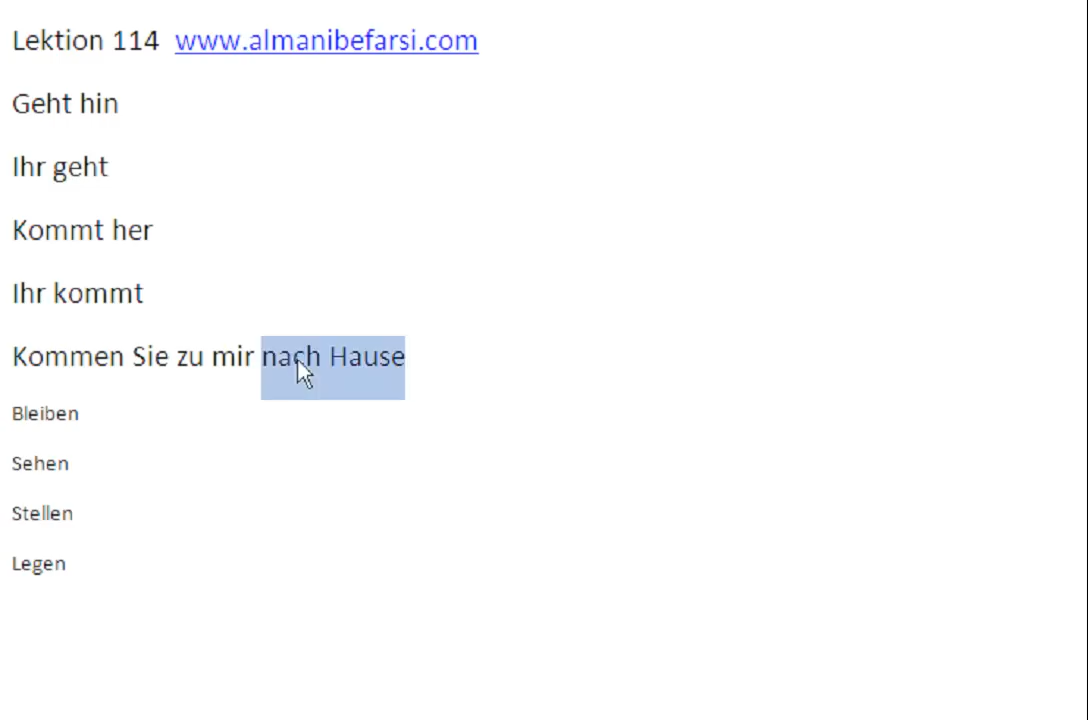 Lektion 114 www.almanibefarsi.com
Geht hin
Ihr geht
Kommt her
Ihr kommt
Kommen Sie zu mir nach Hause
Bleiben
Sehen
Stellen
Legen